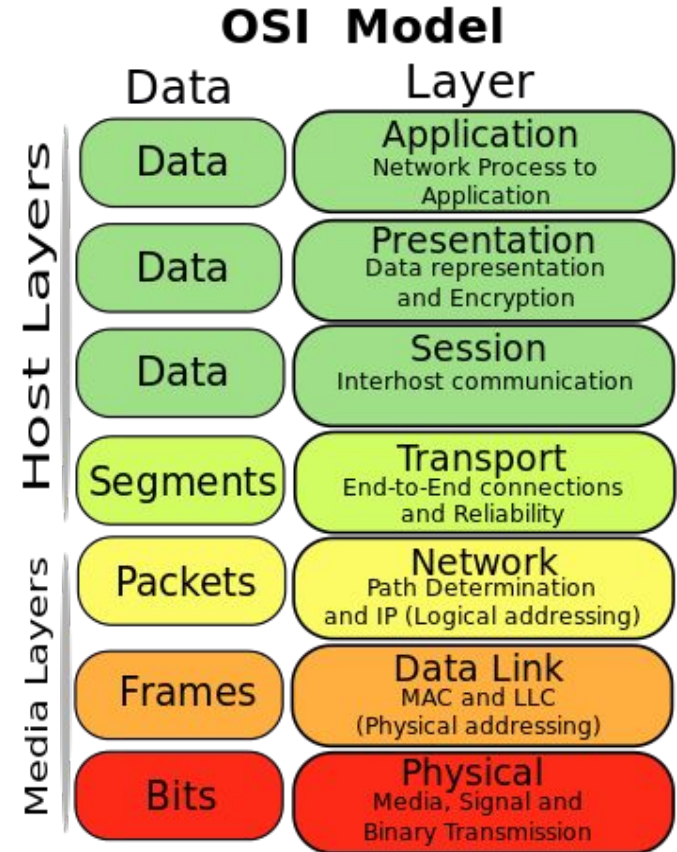 OSI Model
Data Layer
Host Layers
Data
Application
Network Process to
Application
Data
Presentation
Data representation
and Encryption
Data
Session
Interhost communication
Segments
Transport
End-to-End connections
and Reliability
Media Layers
Packets
Network
Path Determination
and IP (Logical addressing)
Frames
Data Link
MAC and LLC
(Physical addressing)
Bits
Physical
Media, Signal and
Binary Transmission